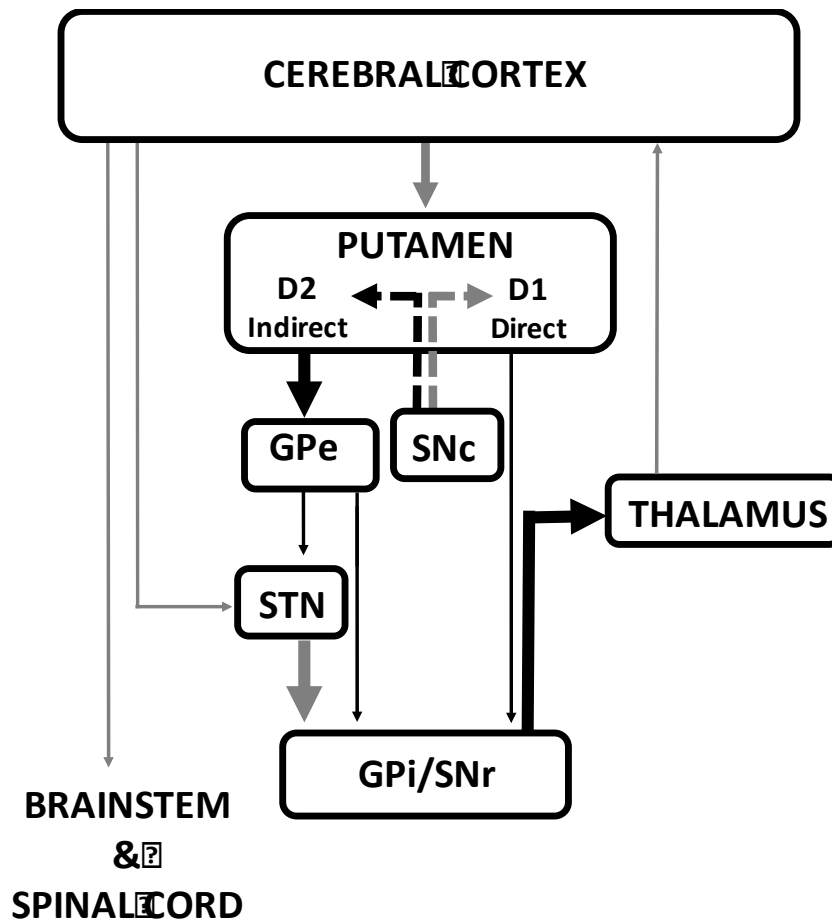 CEREBRAL⍰CORTEX
PUTAMEN
D2
Indirect
D1
Direct
GPe
SNc
THALAMUS
STN
GPi/SNr
BRAINSTEM
&⍰
SPINAL⍰CORD